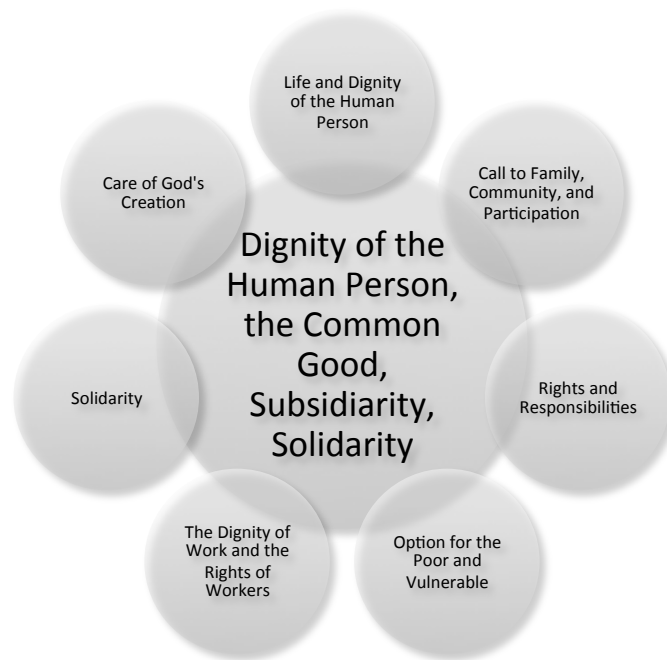 Life and Dignity
of the Human
Person
Call to Family,
Community, and
Participation
Rights and
Responsibilities
Option for the
Poor and
Vulnerable
The Dignity of
Work and the
Rights of
Workers
Solidarity
Care of God's
Creation
Dignity of the
Human Person,
the Common
Good,
Subsidiarity,
Solidarity